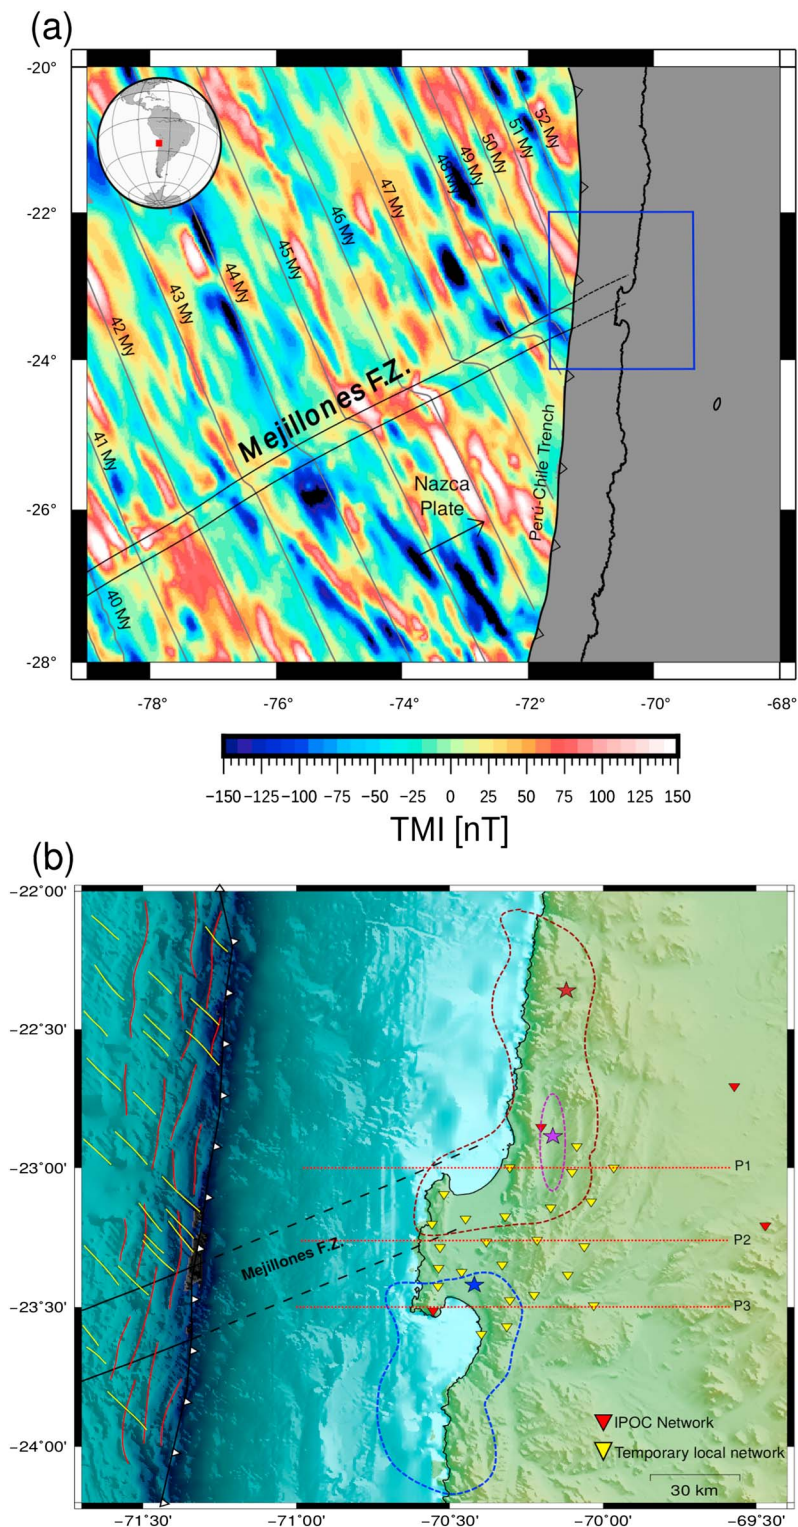 (a)
-20°
-22°
-24°
-26°
-28°
52 My
51 My
50 My
49 My
48 My
47 My
46 My
45 My
44 My
43 My
42 My
41 My
40 My
Mejillones F.Z.
Nazca
Plate
Perú-Chile Trench
-78° -76° -74° -72° -70° -68°
−150 −125 −100 −75 −50 −25 0 25 50 75 100 125 150
TMI [nT]
(b)
−22°00'
−22°30'
−23°00'
−23°30'
−24°00'
P1
P2
P3
Mejillones F.Z.
IPOC Network
Temporary local network
30 km
−71°30' −71°00' −70°30' −70°00' −69°30'